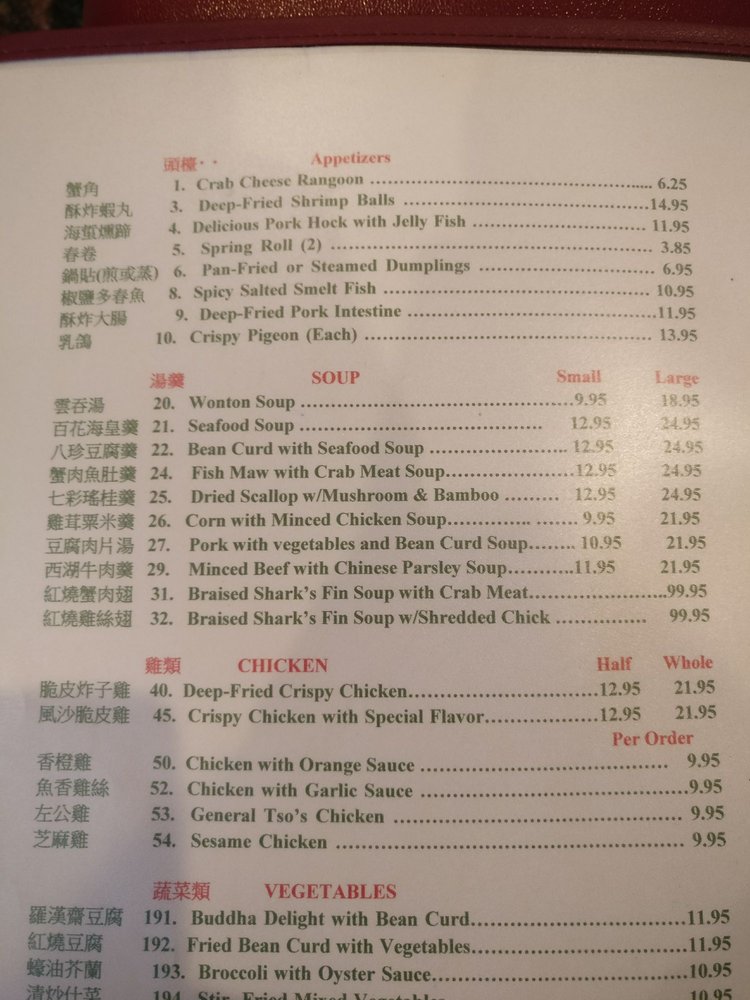 頭檯·· Appetizers
蟹角 1. Crab Cheese Rangoon 6.25
酥炸蝦丸 3. Deep-Fried Shrimp Balls 14.95
海蜇燻蹄 4. Delicious Pork Hock with Jelly Fish 11.95
春卷 5. Spring Roll (2) 3.85
鍋貼(煎或蒸) 6. Pan-Fried or Steamed Dumplings 6.95
椒鹽多春魚 8. Spicy Salted Smelt Fish 10.95
酥炸大腸 9. Deep-Fried Pork Intestine 11.95
乳鴿 10. Crispy Pigeon (Each) 13.95
湯羹 SOUP Small Large
雲吞湯 20. Wonton Soup 9.95 18.95
百花海皇羹 21. Seafood Soup 12.95 24.95
八珍豆腐羹 22. Bean Curd with Seafood Soup 12.95 24.95
蟹肉魚肚羹 24. Fish Maw with Crab Meat Soup 12.95 24.95
七彩瑤桂羹 25. Dried Scallop w/Mushroom & Bamboo 12.95 24.95
雞茸粟米羹 26. Corn with Minced Chicken Soup 9.95 21.95
豆腐肉片湯 27. Pork with vegetables and Bean Curd Soup 10.95 21.95
西湖牛肉羹 29. Minced Beef with Chinese Parsley Soup 11.95 21.95
紅燒蟹肉翅 31. Braised Shark's Fin Soup with Crab Meat 99.95
紅燒雞絲翅 32. Braised Shark's Fin Soup w/Shredded Chick 99.95
雞類 CHICKEN Half Whole
脆皮炸子雞 40. Deep-Fried Crispy Chicken 12.95 21.95
風沙脆皮雞 45. Crispy Chicken with Special Flavor 12.95 21.95
Per Order
香橙雞 50. Chicken with Orange Sauce 9.95
魚香雞絲 52. Chicken with Garlic Sauce 9.95
左公雞 53. General Tso's Chicken 9.95
芝麻雞 54. Sesame Chicken 9.95
蔬菜類 VEGETABLES
羅漢齋豆腐 191. Buddha Delight with Bean Curd 11.95
紅燒豆腐 192. Fried Bean Curd with Vegetables 11.95
蠔油芥蘭 193. Broccoli with Oyster Sauce 10.95
清炒什菜 194. Stir-Fried Mixed Vegetables 10.95